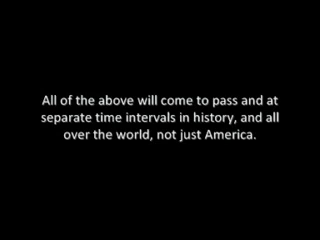 All of the above will come to pass and at
separate time intervals in history, and all
over the world, not just America.